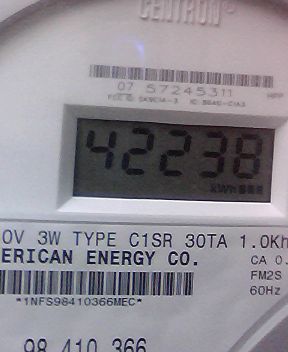 CENTRON®
07 57245311
42238
kWh
0V 3W TYPE C1SR 30TA 1.0Kh
ERICAN ENERGY CO.
CA 0.
FM2S
60Hz
*1NFS98410366MEC*
98 410 366